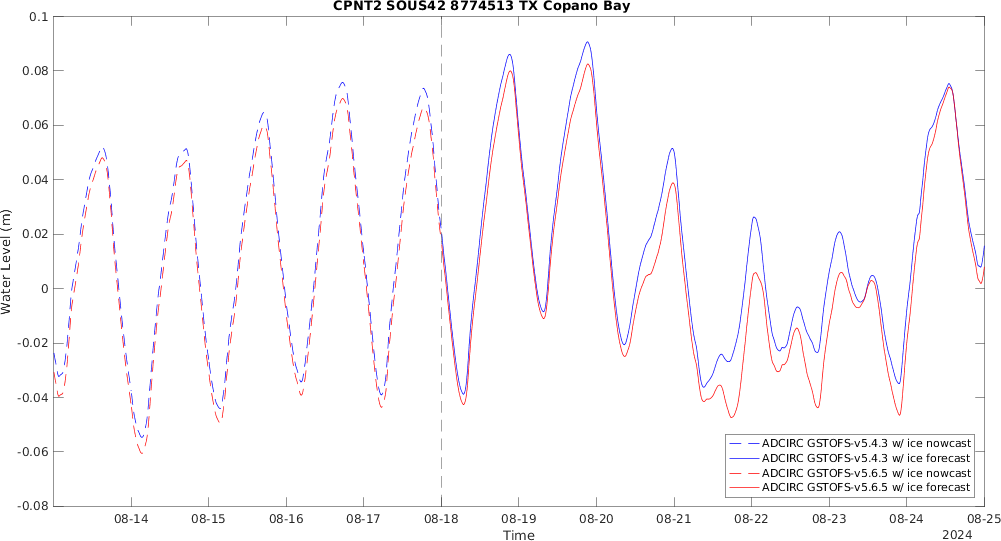 CPNT2 SOUS42 8774513 TX Copano Bay
0.1
0.08
0.06
0.04
0.02
0
-0.02
-0.04
-0.06
-0.08
Water Level (m)
08-14 08-15 08-16 08-17 08-18 08-19 08-20 08-21 08-22 08-23 08-24 08-25
Time
2024
ADCIRC GSTOFS-v5.4.3 w/ ice nowcast
ADCIRC GSTOFS-v5.4.3 w/ ice forecast
ADCIRC GSTOFS-v5.6.5 w/ ice nowcast
ADCIRC GSTOFS-v5.6.5 w/ ice forecast